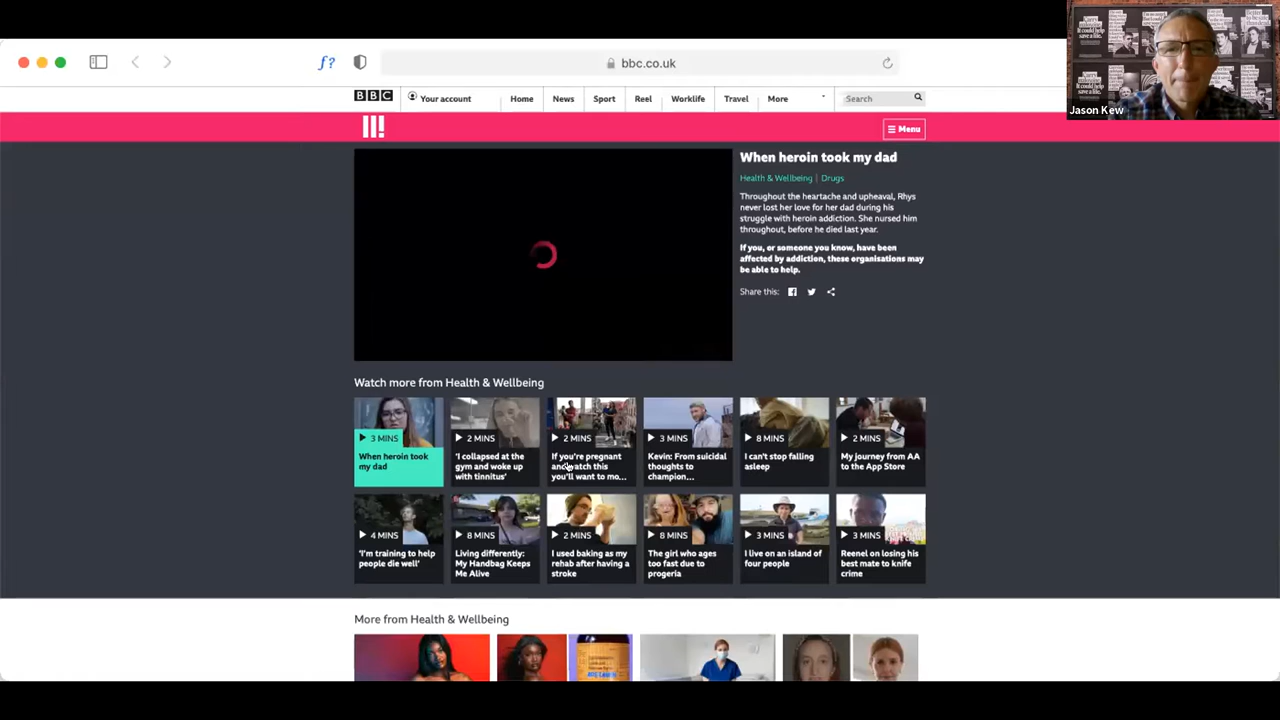 bbc.co.uk
Jason Kew
BBC
Your account
Home
News
Sport
Reel
Worklife
Travel
More
Search
Menu
When heroin took my dad
Health & Wellbeing | Drugs
Throughout the heartache and upheaval, Rhys
never lost her love for her dad during his
struggle with heroin addiction. She nursed him
throughout, before he died last year.
If you, or someone you know, have been
affected by addiction, these organisations may
be able to help.
Share this:
Watch more from Health & Wellbeing
3 MINS
When heroin took
my dad
2 MINS
'I collapsed at the
gym and woke up
with tinnitus'
2 MINS
If you're pregnant
and watch this
you'll want to mo...
3 MINS
Kevin: From suicidal
thoughts to
champion...
8 MINS
I can't stop falling
asleep
2 MINS
My journey from AA
to the App Store
4 MINS
'I'm training to help
people die well'
8 MINS
Living differently:
My Handbag Keeps
Me Alive
2 MINS
I used baking as my
rehab after having a
stroke
8 MINS
The girl who ages
too fast due to
progeria
3 MINS
I live on an island of
four people
3 MINS
Reenel on losing his
best mate to knife
crime
More from Health & Wellbeing